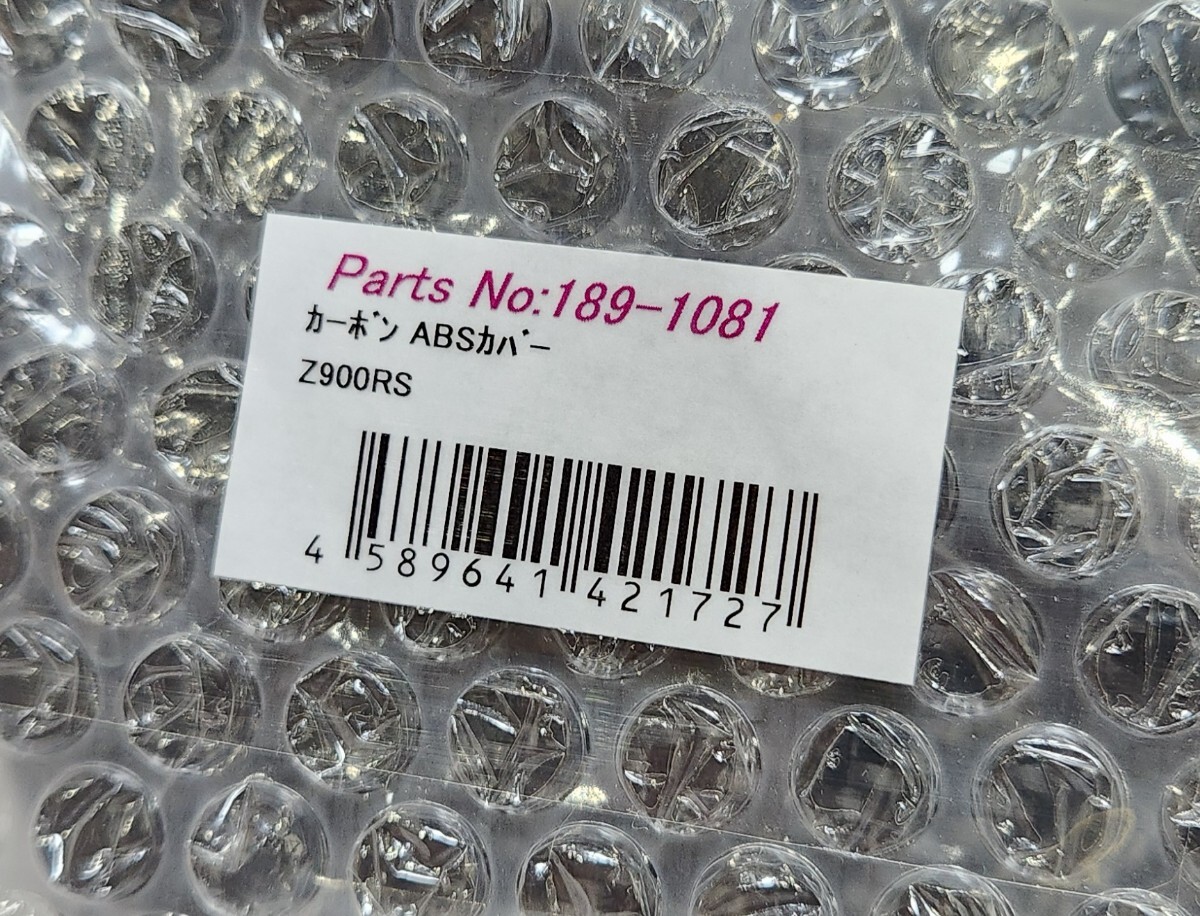 Parts No:189-1081
ｶｰﾎﾞﾝ ABSｶﾊﾞｰ
Z900RS
4 589641 421727